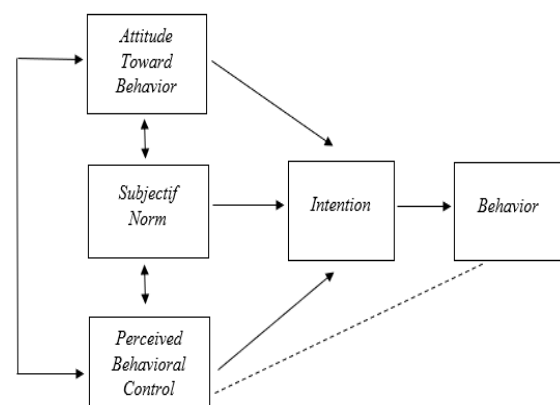 Attitude
Toward
Behavior
Subjectif
Norm
Intention
Behavior
Perceived
Behavioral
Control